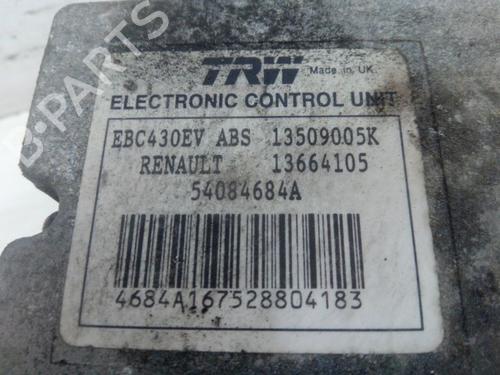 B-PARTS
TRW Made in UK
ELECTRONIC CONTROL UNIT
EBC430EV ABS 13509005K
RENAULT 13664105
54084684A
4684A167528804183